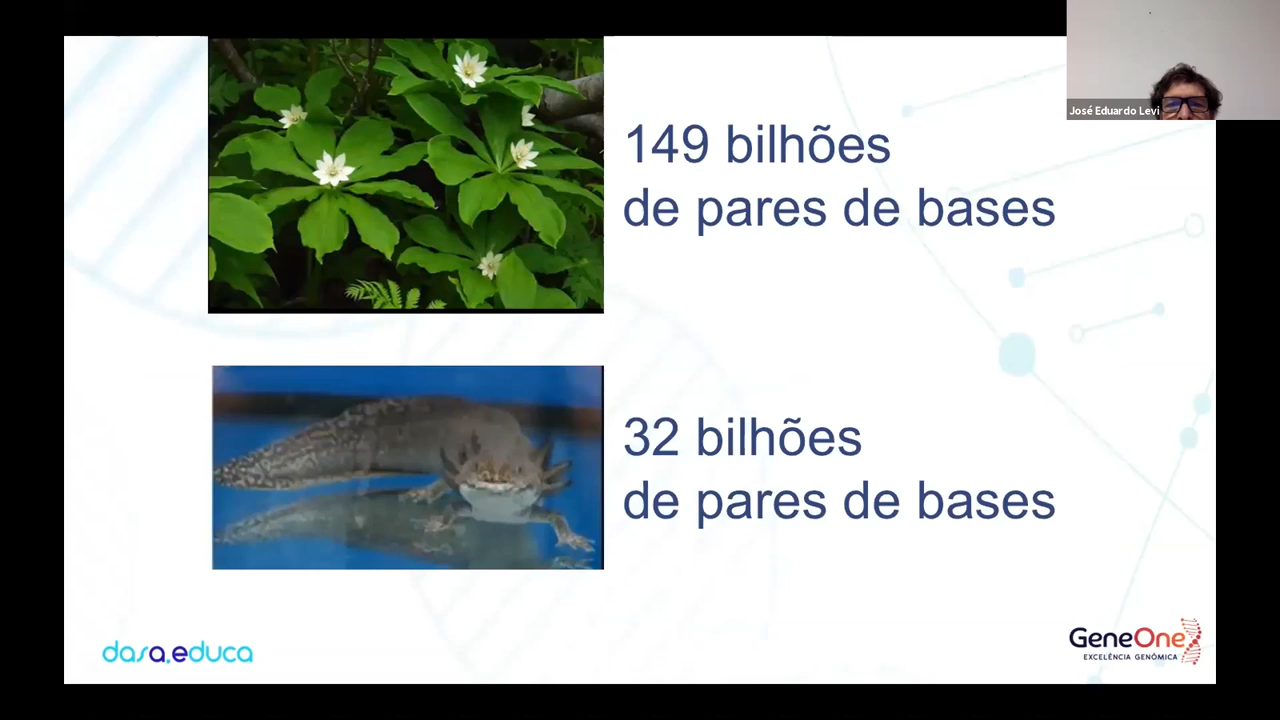 José Eduardo Levi
149 bilhões
de pares de bases
32 bilhões
de pares de bases
dasa.educa
GeneOne
EXCELÊNCIA GENÔMICA